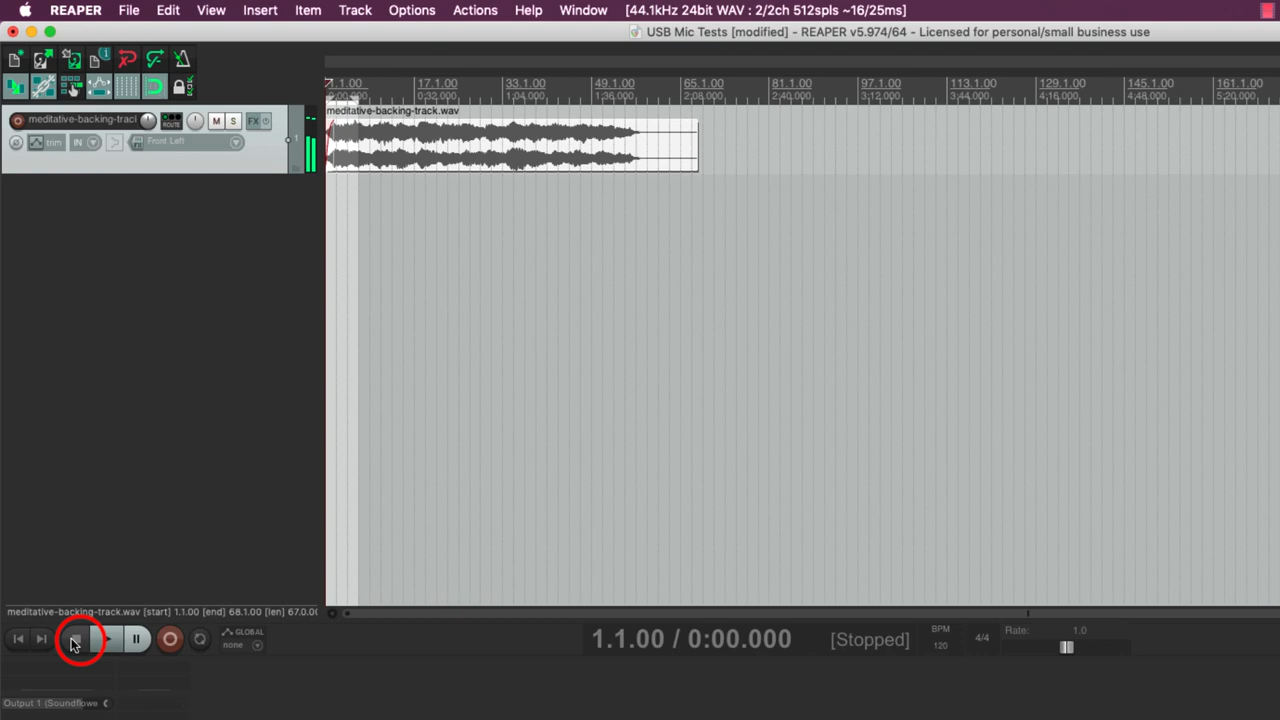 REAPER File Edit View Insert Item Track Options Actions Help Window [44.1kHz 24bit WAV : 2/2ch 512spls ~16/25ms]
USB Mic Tests [modified] - REAPER v5.974/64 - Licensed for personal/small business use
1.1.00 17.1.00 33.1.00 49.1.00 65.1.00 81.1.00 97.1.00 113.1.00 129.1.00 145.1.00 161.1.00
0:00.000 0:32.000 1:04.000 1:36.000 2:08.000 2:40.000 3:12.000 3:44.000 4:16.000 4:48.000 5:20.000
meditative-backing-track.wav
meditative-backing-tracl ROUTE M S FX
1
trim IN Front Left
meditative-backing-track.wav [start] 1.1.00 [end] 68.1.00 [len] 67.0.00
GLOBAL
none
1.1.00 / 0:00.000 [Stopped]
BPM
120
4/4
Rate: 1.0
Output 1 (Soundflowe